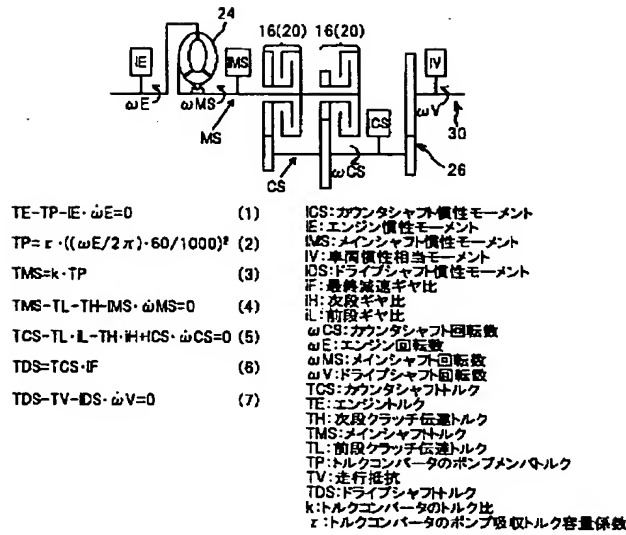 24
16(20) 16(20)
IE
IMS
IV
ωE
ωMS
MS
CS
ωV
30
CS
ωCS
26
TE-TP-IE・ω̇E=0 (1)
TP=τ・((ωE/2π)・60/1000)² (2)
TMS=k・TP (3)
TMS-TL-TH-IMS・ω̇MS=0 (4)
TCS-TL・iL-TH・iH+ICS・ω̇CS=0 (5)
TDS=TCS・iF (6)
TDS-TV-IDS・ω̇V=0 (7)
ICS:カウンタシャフト慣性モーメント
IE:エンジン慣性モーメント
IMS:メインシャフト慣性モーメント
IV:車両慣性相当モーメント
IDS:ドライブシャフト慣性モーメント
iF:最終減速ギヤ比
iH:次段ギヤ比
iL:前段ギヤ比
ωCS:カウンタシャフト回転数
ωE:エンジン回転数
ωMS:メインシャフト回転数
ωV:ドライブシャフト回転数
TCS:カウンタシャフトトルク
TE:エンジントルク
TH:次段クラッチ伝達トルク
TMS:メインシャフトトルク
TL:前段クラッチ伝達トルク
TP:トルクコンバータのポンプメンバトルク
TV:走行抵抗
TDS:ドライブシャフトトルク
k:トルクコンバータのトルク比
τ:トルクコンバータのポンプ吸収トルク容量係数